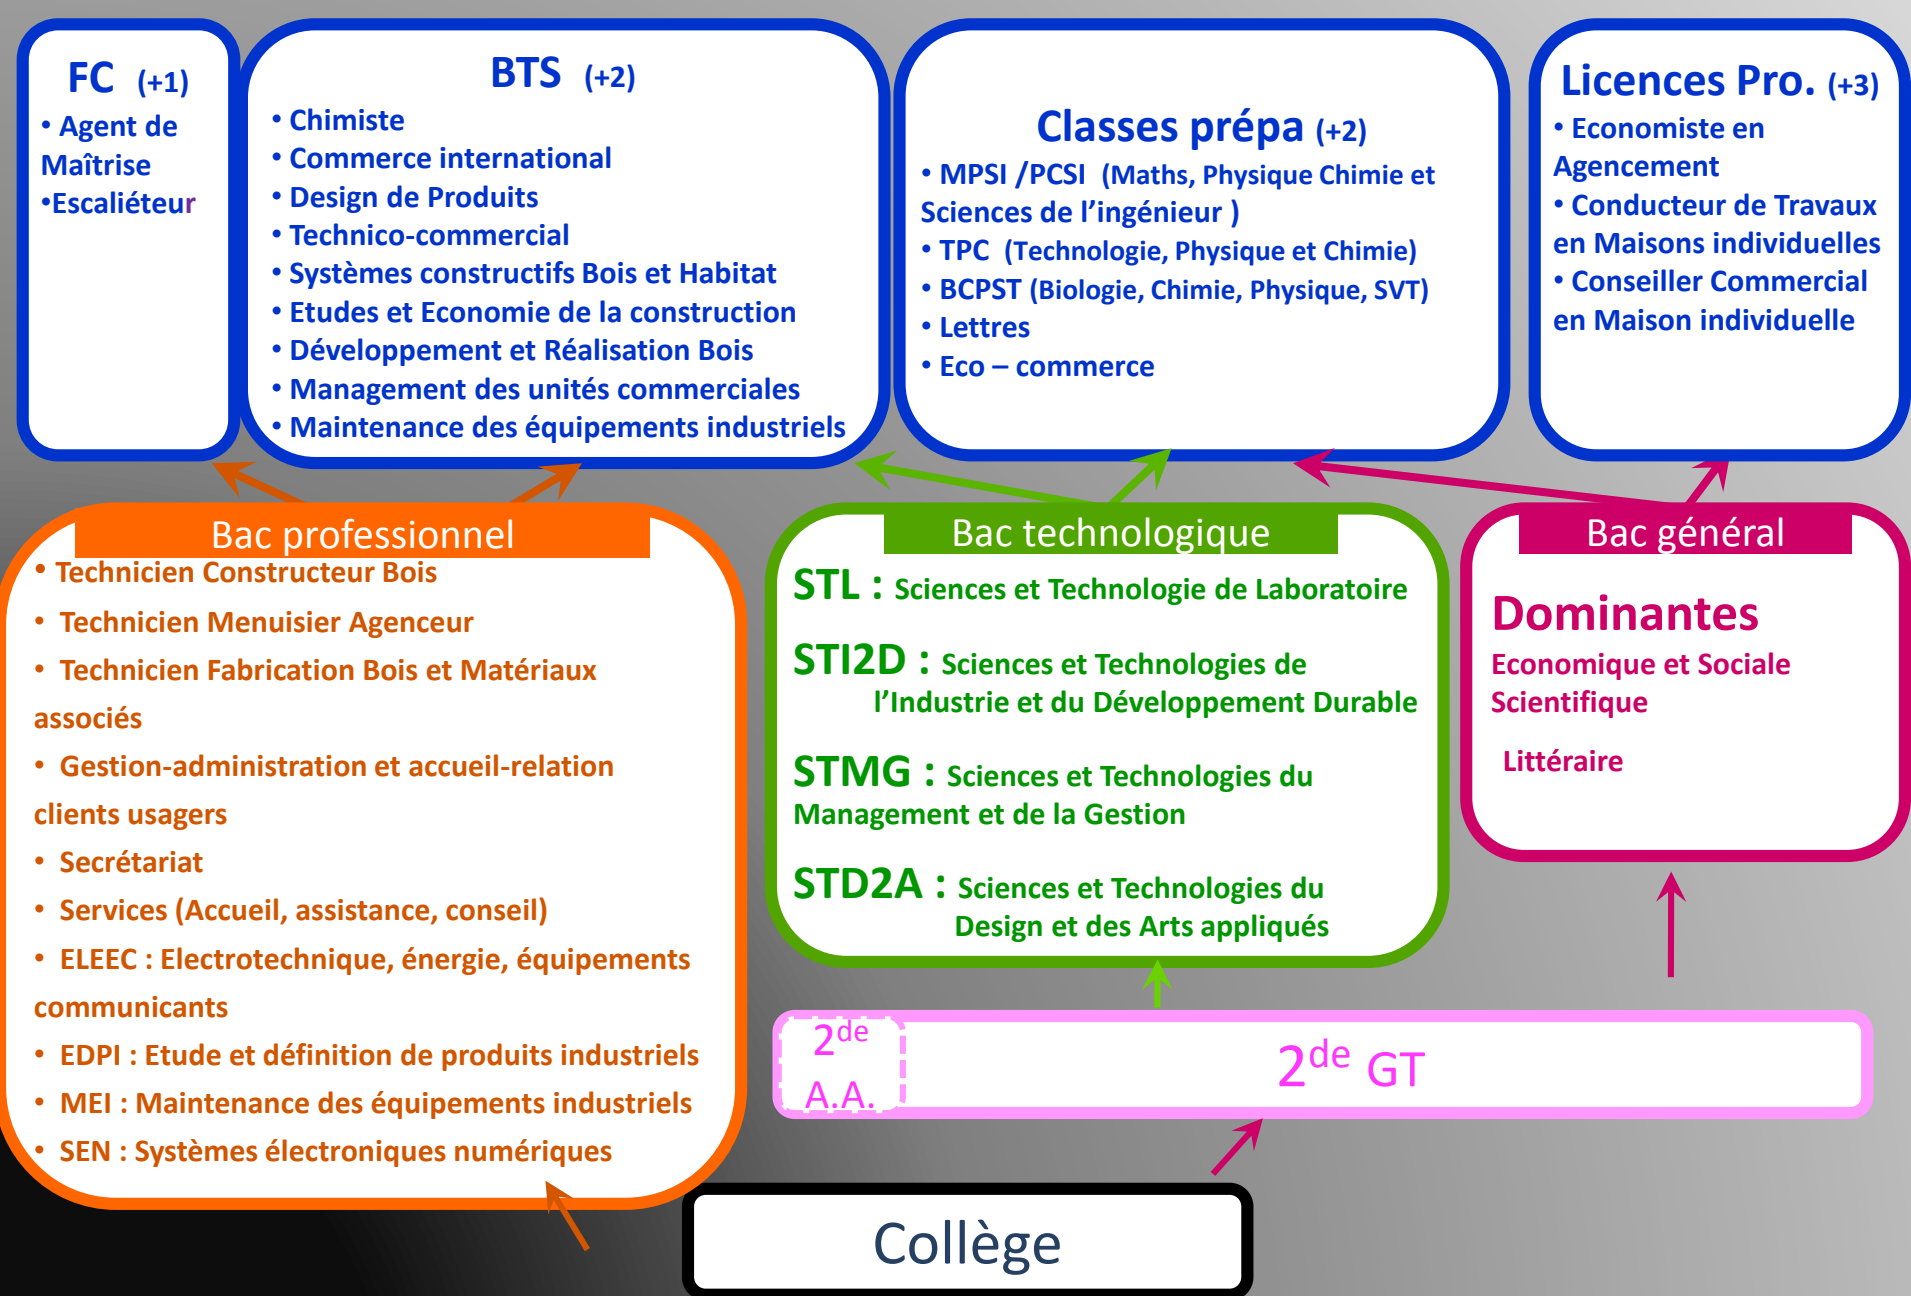 FC (+1)
• Agent de
Maîtrise
•Escaliéteur
BTS (+2)
• Chimiste
• Commerce international
• Design de Produits
• Technico-commercial
• Systèmes constructifs Bois et Habitat
• Etudes et Economie de la construction
• Développement et Réalisation Bois
• Management des unités commerciales
• Maintenance des équipements industriels
Classes prépa (+2)
• MPSI /PCSI (Maths, Physique Chimie et
Sciences de l’ingénieur )
• TPC (Technologie, Physique et Chimie)
• BCPST (Biologie, Chimie, Physique, SVT)
• Lettres
• Eco – commerce
Licences Pro. (+3)
• Economiste en
Agencement
• Conducteur de Travaux
en Maisons individuelles
• Conseiller Commercial
en Maison individuelle
Bac professionnel
• Technicien Constructeur Bois
• Technicien Menuisier Agenceur
• Technicien Fabrication Bois et Matériaux
associés
• Gestion-administration et accueil-relation
clients usagers
• Secrétariat
• Services (Accueil, assistance, conseil)
• ELEEC : Electrotechnique, énergie, équipements
communicants
• EDPI : Etude et définition de produits industriels
• MEI : Maintenance des équipements industriels
• SEN : Systèmes électroniques numériques
Bac technologique
STL : Sciences et Technologie de Laboratoire
STI2D : Sciences et Technologies de
l’Industrie et du Développement Durable
STMG : Sciences et Technologies du
Management et de la Gestion
STD2A : Sciences et Technologies du
Design et des Arts appliqués
Bac général
Dominantes
Economique et Sociale
Scientifique
Littéraire
2de
A.A.
2de GT
Collège